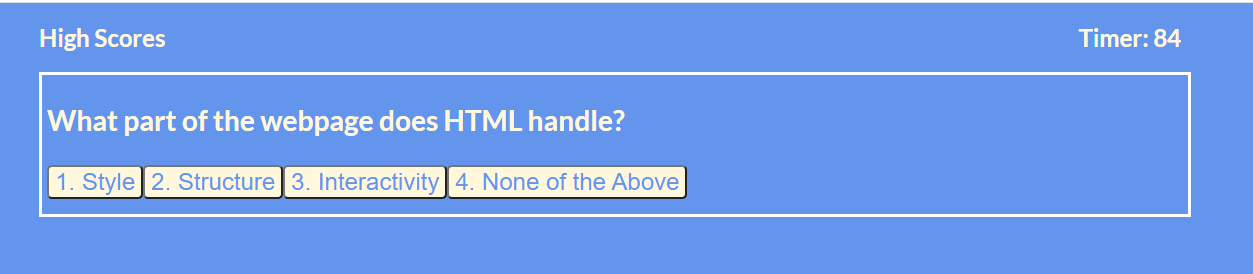 High Scores Timer: 84
What part of the webpage does HTML handle?
1. Style 2. Structure 3. Interactivity 4. None of the Above